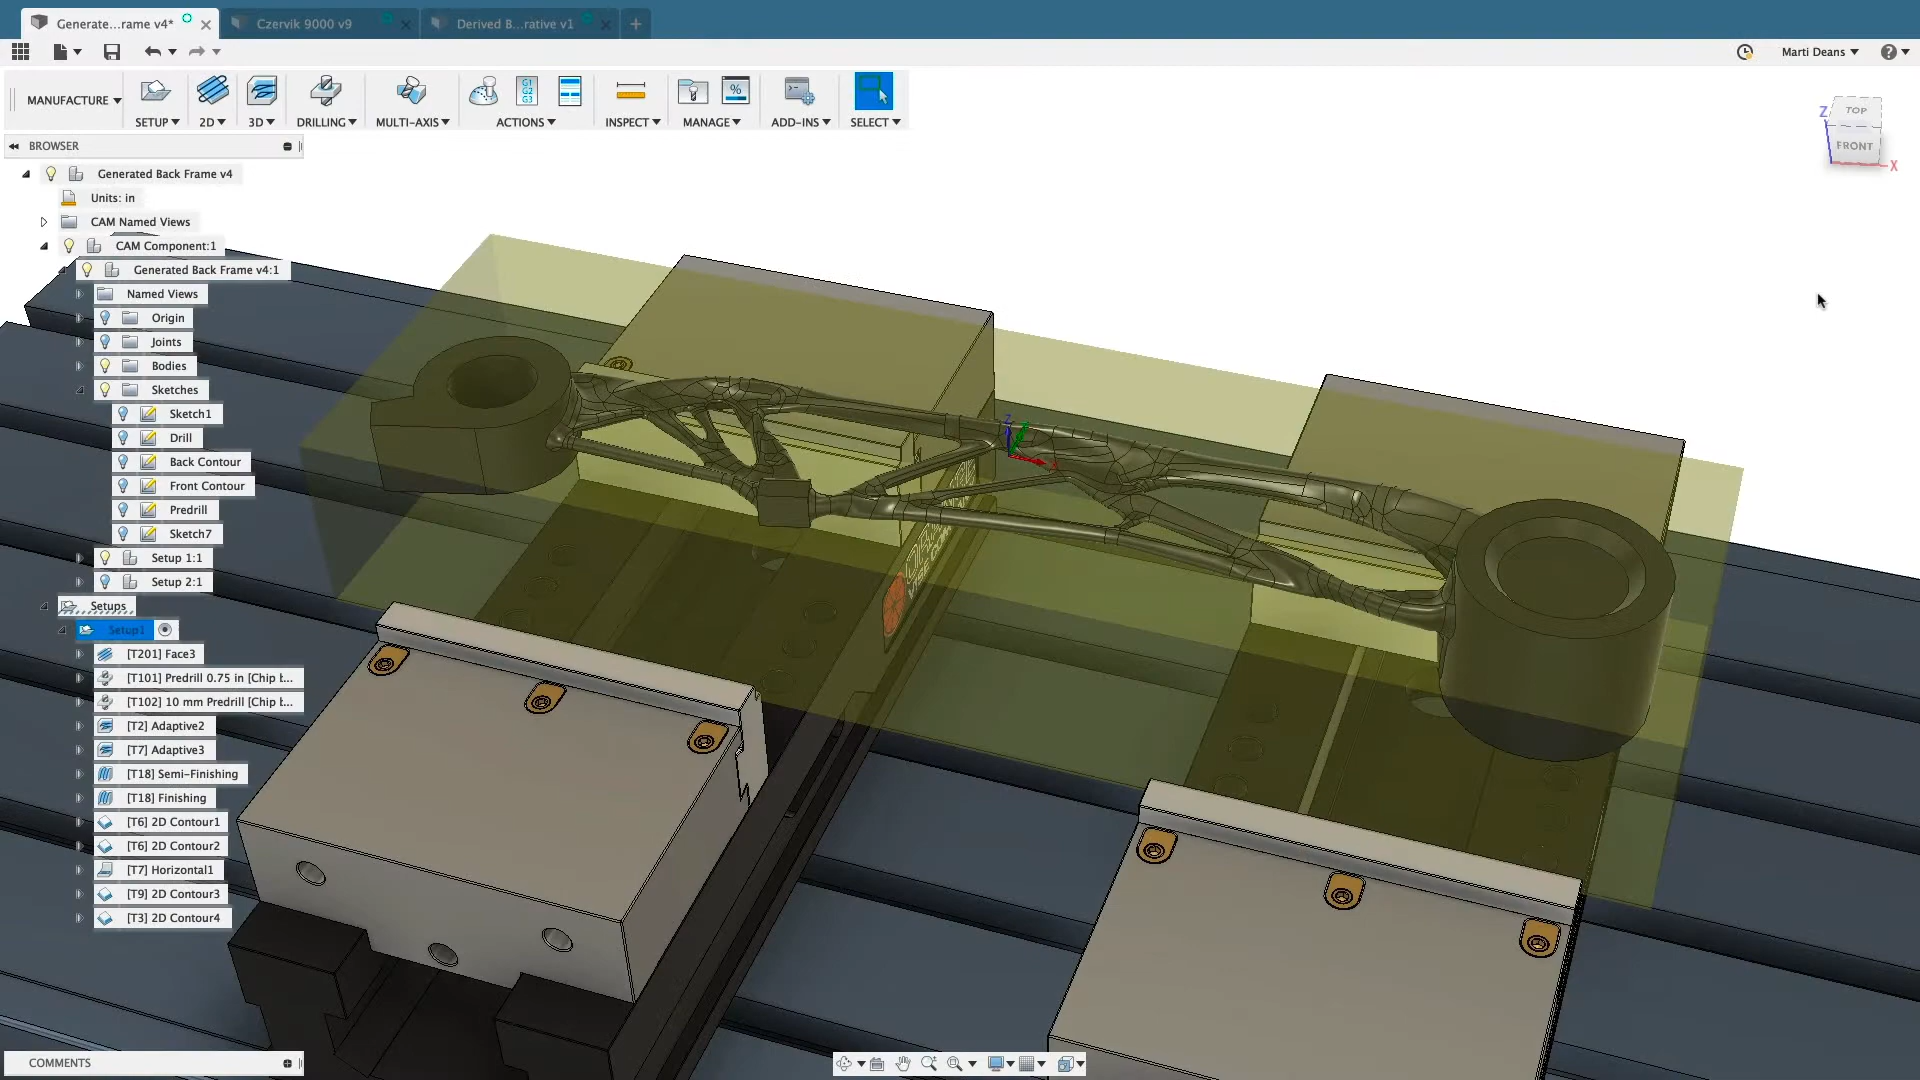 Generate...rame v4*
Czervik 9000 v9
Derived B...rative v1
Marti Deans
MANUFACTURE
SETUP
2D
3D
DRILLING
MULTI-AXIS
G1
G2
G3
ACTIONS
INSPECT
%
MANAGE
ADD-INS
SELECT
TOP
FRONT
Z
X
BROWSER
Generated Back Frame v4
Units: in
CAM Named Views
CAM Component:1
Generated Back Frame v4:1
Named Views
Origin
Joints
Bodies
Sketches
Sketch1
Drill
Back Contour
Front Contour
Predrill
Sketch7
Setup 1:1
Setup 2:1
Setups
Setup1
[T201] Face3
[T101] Predrill 0.75 in [Chip t...
[T102] 10 mm Predrill [Chip t...
[T2] Adaptive2
[T7] Adaptive3
[T18] Semi-Finishing
[T18] Finishing
[T6] 2D Contour1
[T6] 2D Contour2
[T7] Horizontal1
[T9] 2D Contour3
[T3] 2D Contour4
Z
X
COMMENTS